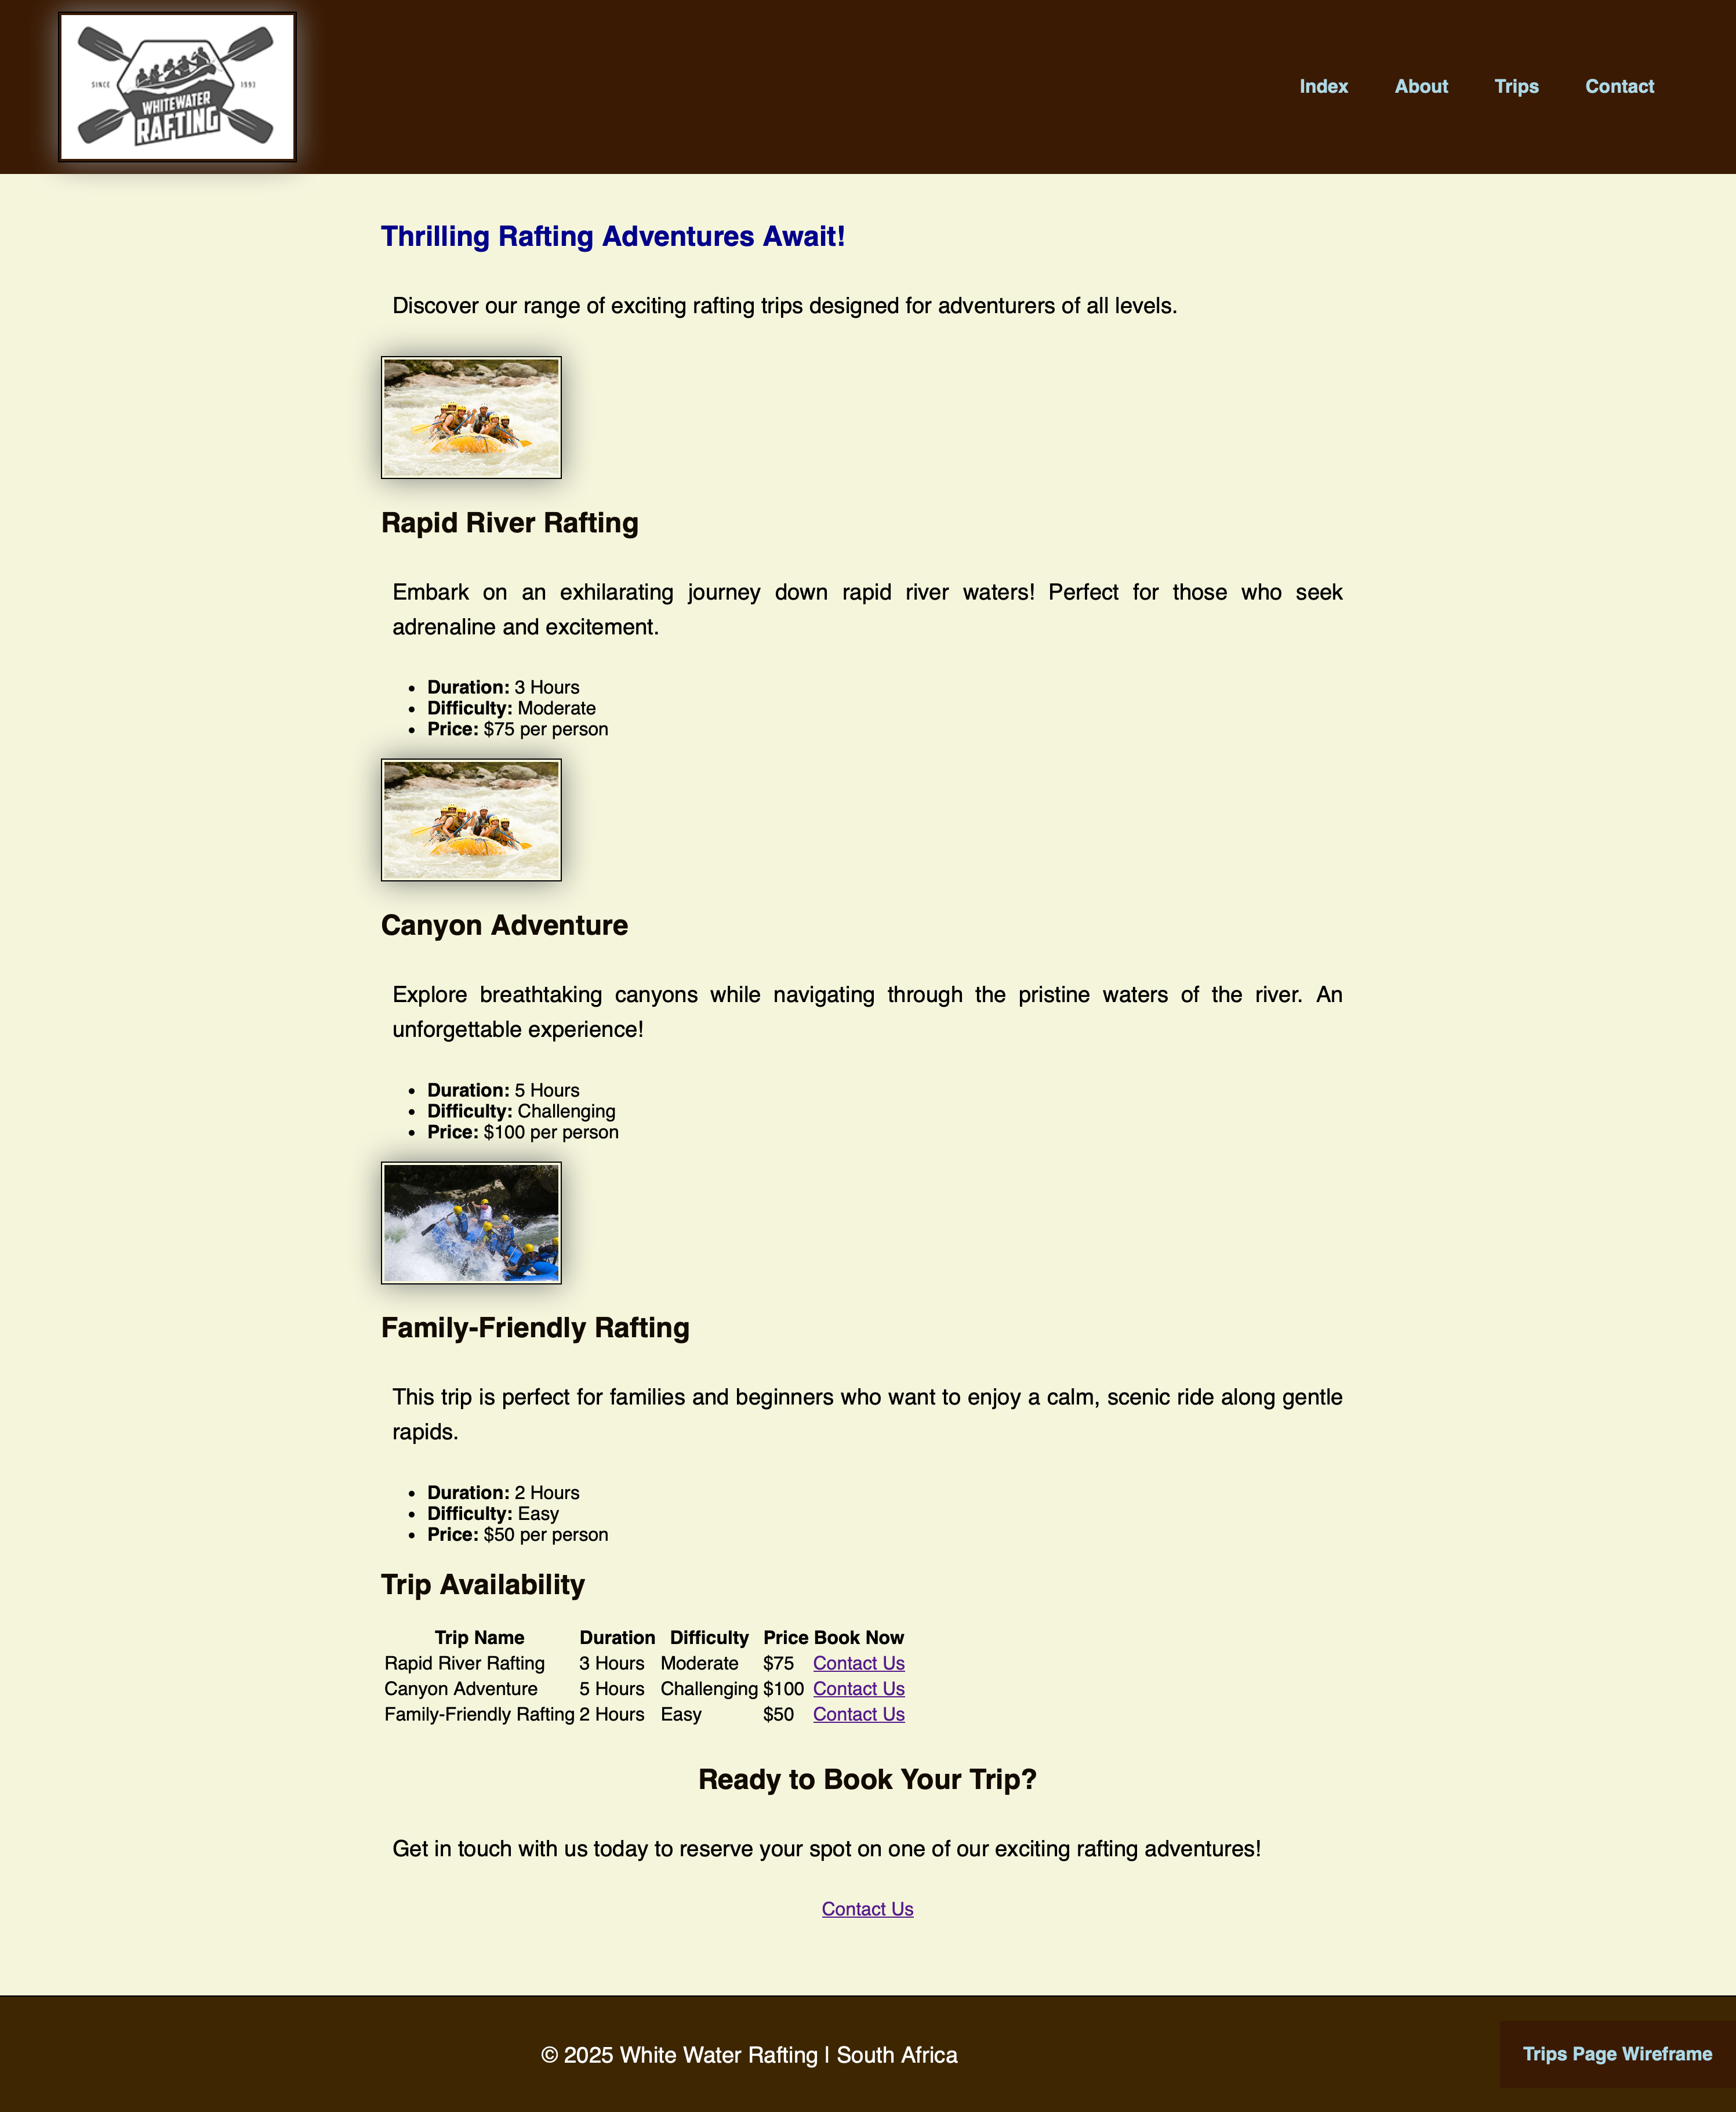 SINCE 1993
WHITEWATER
RAFTING
Index About Trips Contact
Thrilling Rafting Adventures Await!
Discover our range of exciting rafting trips designed for adventurers of all levels.
Rapid River Rafting
Embark on an exhilarating journey down rapid river waters! Perfect for those who seek
adrenaline and excitement.
• Duration: 3 Hours
• Difficulty: Moderate
• Price: $75 per person
Canyon Adventure
Explore breathtaking canyons while navigating through the pristine waters of the river. An
unforgettable experience!
• Duration: 5 Hours
• Difficulty: Challenging
• Price: $100 per person
Family-Friendly Rafting
This trip is perfect for families and beginners who want to enjoy a calm, scenic ride along gentle
rapids.
• Duration: 2 Hours
• Difficulty: Easy
• Price: $50 per person
Trip Availability
Trip Name Duration Difficulty Price Book Now
Rapid River Rafting 3 Hours Moderate $75 Contact Us
Canyon Adventure 5 Hours Challenging $100 Contact Us
Family-Friendly Rafting 2 Hours Easy $50 Contact Us
Ready to Book Your Trip?
Get in touch with us today to reserve your spot on one of our exciting rafting adventures!
Contact Us
© 2025 White Water Rafting | South Africa
Trips Page Wireframe